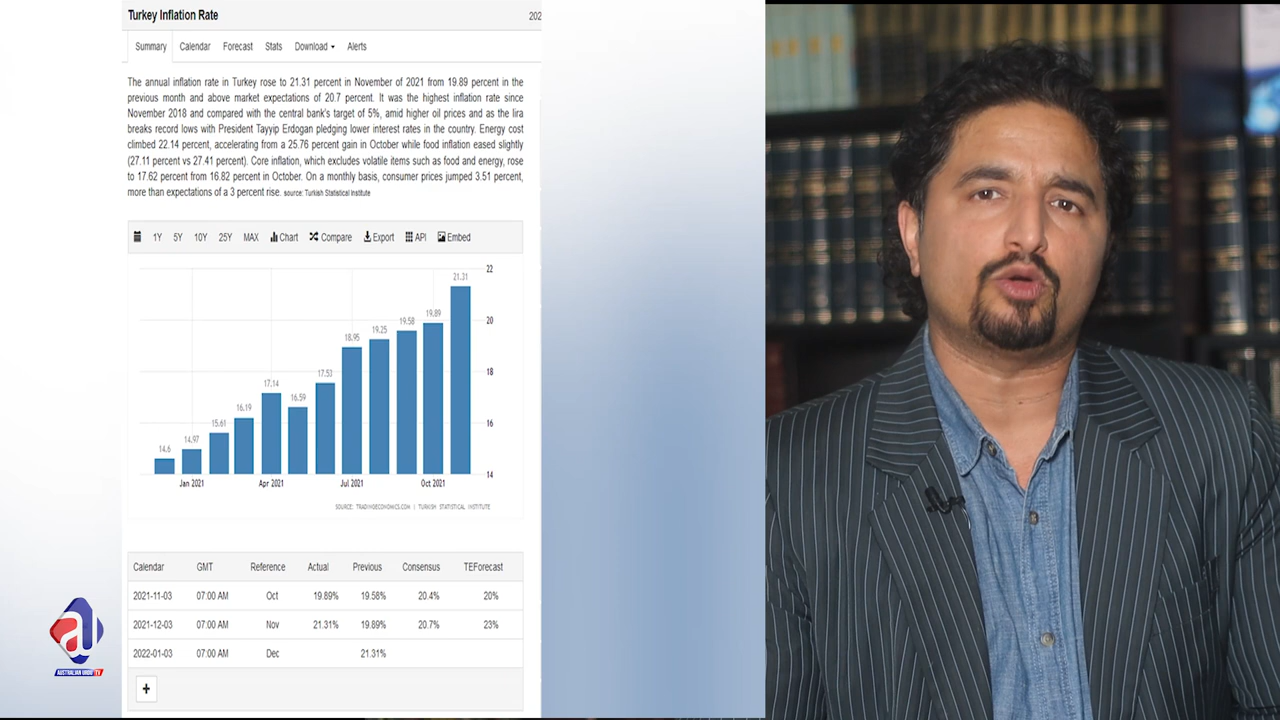 Turkey Inflation Rate
202
Summary Calendar Forecast Stats Download Alerts
The annual inflation rate in Turkey rose to 21.31 percent in November of 2021 from 19.89 percent in the
previous month and above market expectations of 20.7 percent. It was the highest inflation rate since
November 2018 and compared with the central bank's target of 5%, amid higher oil prices and as the lira
breaks record lows with President Tayyip Erdogan pledging lower interest rates in the country. Energy cost
climbed 22.14 percent, accelerating from a 25.76 percent gain in October while food inflation eased slightly
(27.11 percent vs 27.41 percent). Core inflation, which excludes volatile items such as food and energy, rose
to 17.62 percent from 16.82 percent in October. On a monthly basis, consumer prices jumped 3.51 percent,
more than expectations of a 3 percent rise. source: Turkish Statistical Institute
1Y 5Y 10Y 25Y MAX Chart Compare Export API Embed
22
20
18
16
14
14.6 14.97 15.61 16.19 17.14 16.59 17.53 18.95 19.25 19.58 19.89 21.31
Jan 2021 Apr 2021 Jul 2021 Oct 2021
SOURCE: TRADINGECONOMICS.COM | TURKISH STATISTICAL INSTITUTE
Calendar GMT Reference Actual Previous Consensus TEForecast
2021-11-03 07:00 AM Oct 19.89% 19.58% 20.4% 20%
2021-12-03 07:00 AM Nov 21.31% 19.89% 20.7% 23%
2022-01-03 07:00 AM Dec 21.31%
+
a